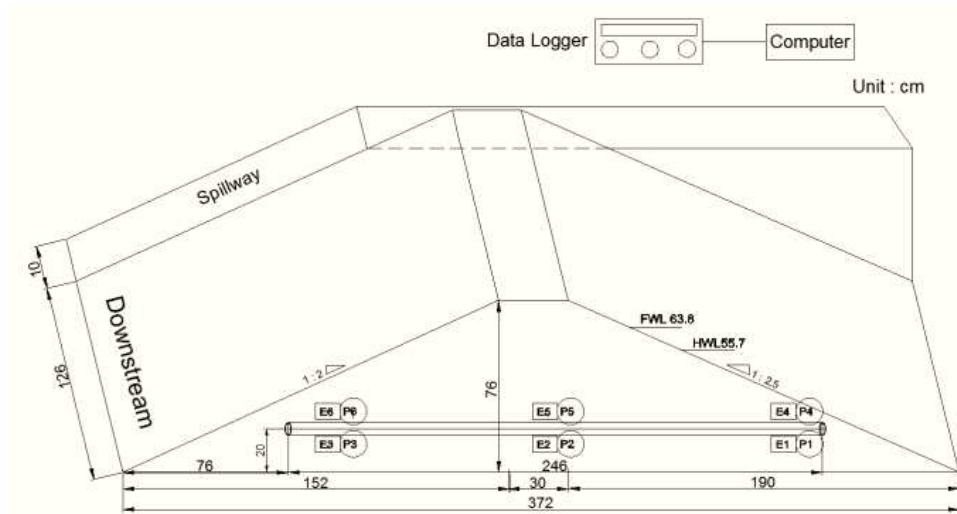 Data Logger
Computer
Unit : cm
Spillway
10
Downstream
126
FWL 63.8
HWL55.7
1 : 2
1 : 2.5
76
E6 P6
E5 P5
E4 P4
20
E3 P3
E2 P2
E1 P1
76
246
152
30
190
372